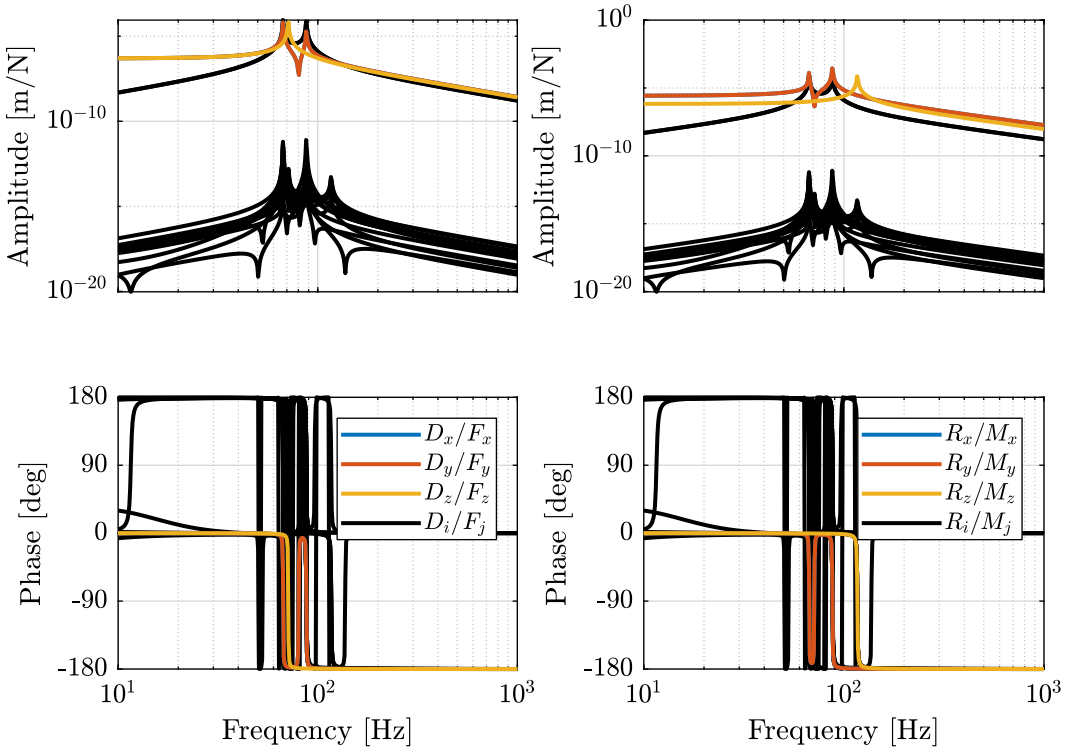 Amplitude [m/N]
10^{-10}
10^{-20}
Amplitude [m/N]
10^{0}
10^{-10}
10^{-20}
Phase [deg]
180
90
0
-90
-180
D_x/F_x
D_y/F_y
D_z/F_z
D_i/F_j
10^1
10^2
10^3
Frequency [Hz]
Phase [deg]
180
90
0
-90
-180
R_x/M_x
R_y/M_y
R_z/M_z
R_i/M_j
10^1
10^2
10^3
Frequency [Hz]